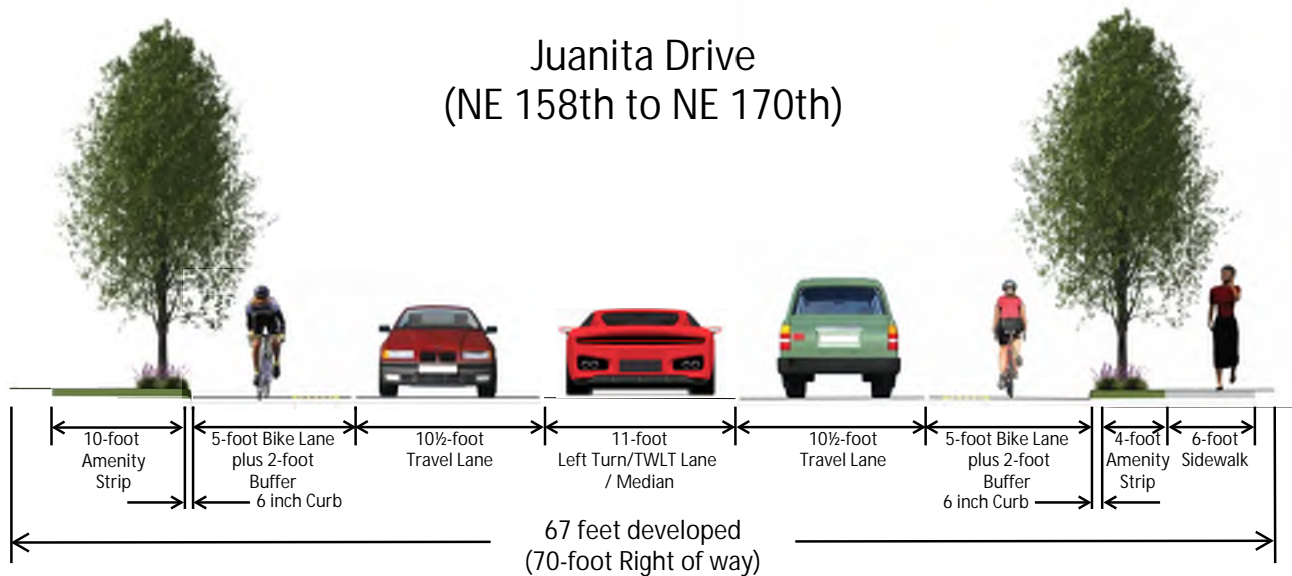 Juanita Drive
(NE 158th to NE 170th)
10-foot
Amenity
Strip
5-foot Bike Lane
plus 2-foot
Buffer
6 inch Curb
10½-foot
Travel Lane
11-foot
Left Turn/TWLT Lane
/ Median
10½-foot
Travel Lane
5-foot Bike Lane
plus 2-foot
Buffer
6 inch Curb
4-foot
Amenity
Strip
6-foot
Sidewalk
67 feet developed
(70-foot Right of way)